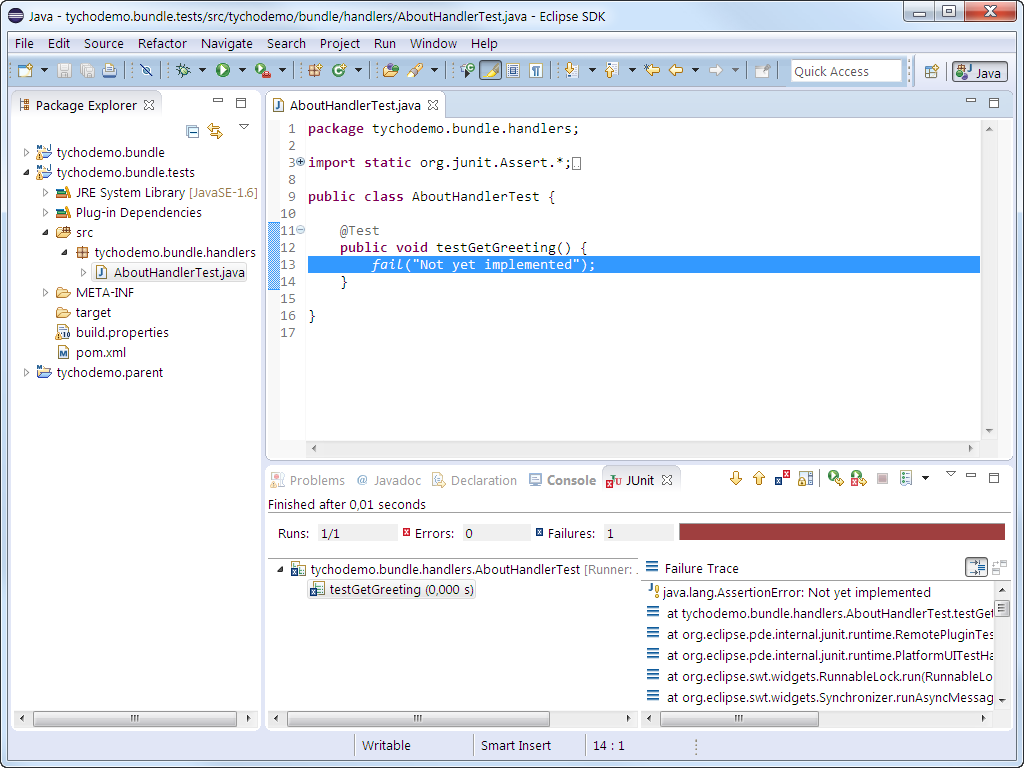 Java - tychodemo.bundle.tests/src/tychodemo/bundle/handlers/AboutHandlerTest.java - Eclipse SDK
File Edit Source Refactor Navigate Search Project Run Window Help
Quick Access Java
Package Explorer
tychodemo.bundle
tychodemo.bundle.tests
JRE System Library [JavaSE-1.6]
Plug-in Dependencies
src
tychodemo.bundle.handlers
AboutHandlerTest.java
META-INF
target
build.properties
pom.xml
tychodemo.parent
AboutHandlerTest.java
1 package tychodemo.bundle.handlers;
2
3 import static org.junit.Assert.*;
8
9 public class AboutHandlerTest {
10
11 @Test
12 public void testGetGreeting() {
13 fail("Not yet implemented");
14 }
15
16 }
17
Problems @ Javadoc Declaration Console JUnit
Finished after 0,01 seconds
Runs: 1/1 Errors: 0 Failures: 1
tychodemo.bundle.handlers.AboutHandlerTest [Runner: .
testGetGreeting (0,000 s)
Failure Trace
java.lang.AssertionError: Not yet implemented
at tychodemo.bundle.handlers.AboutHandlerTest.testGet
at org.eclipse.pde.internal.junit.runtime.RemotePluginTes
at org.eclipse.pde.internal.junit.runtime.PlatformUITestHa
at org.eclipse.swt.widgets.RunnableLock.run(RunnableLo
at org.eclipse.swt.widgets.Synchronizer.runAsyncMessag
Writable Smart Insert 14 : 1